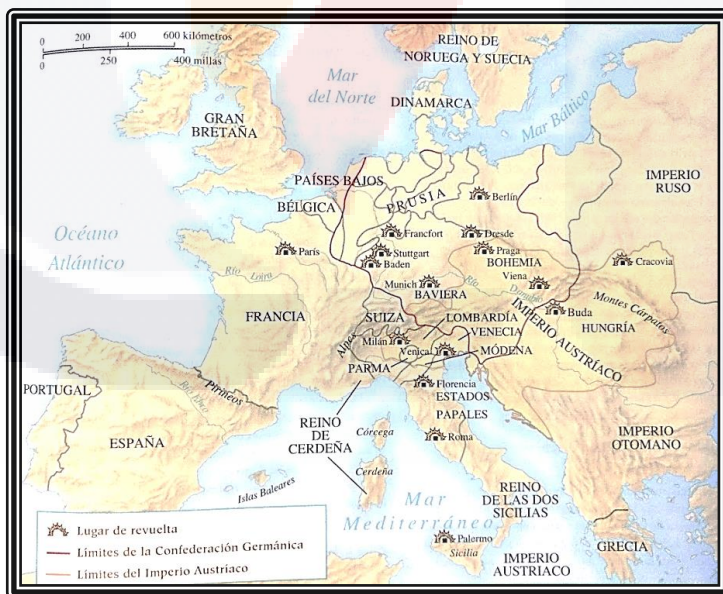 0 200 400 600 kilómetros
0 250 400 millas
REINO DE
NORUEGA Y SUECIA
Mar
del Norte
DINAMARCA
Mar Báltico
GRAN
BRETAÑA
IMPERIO
RUSO
PAÍSES BAJOS
PRUSIA
Berlín
BÉLGICA
Océano
Atlántico
Francfort
Dresde
París
Stuttgart
Praga
Baden
BOHEMIA
Cracovia
Río Loira
Munich
Viena
BAVIERA
Río Danubio
Montes Cárpatos
Buda
FRANCIA
SUIZA
LOMBARDÍA
HUNGRÍA
VENECIA
IMPERIO AUSTRÍACO
Alpes
Milán
Venica
MÓDENA
PARMA
PORTUGAL
Pirineos
Río Ebro
Florencia
ESTADOS
PAPALES
REINO
DE
CERDEÑA
Córcega
Roma
IMPERIO
OTOMANO
ESPAÑA
Cerdeña
Islas Baleares
Mar
Mediterráneo
REINO
DE LAS DOS
SICILIAS
Palermo
Sicilia
GRECIA
IMPERIO
AUSTRIACO
Lugar de revuelta
Límites de la Confederación Germánica
Límites del Imperio Austriaco